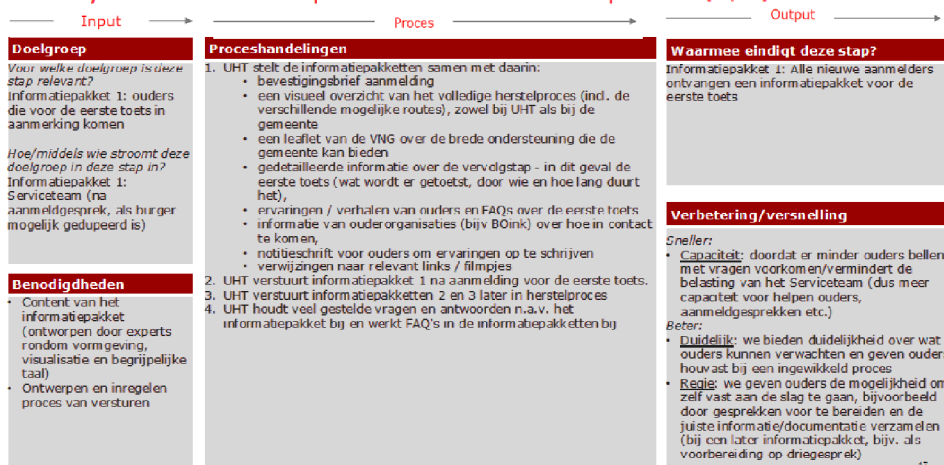 Input
Proces
Output
Doelgroep
Voor welke doelgroep is deze
stap relevant?
Informatiepakket 1: ouders
die voor de eerste toets in
aanmerking komen
Hoe/middels wie stroomt deze
doelgroep in deze stap in?
Informatiepakket 1:
Serviceteam (na
aanmeldgesprek, als burger
mogelijk gedupeerd is)
Benodigdheden
• Content van het
informatiepakket
(ontworpen door experts
rondom vormgeving,
visualisatie en begrijpelijke
taal)
• Ontwerpen en inregelen
proces van versturen
Proceshandelingen
1. UHT stelt de informatiepakketten samen met daarin:
• bevestigingsbrief aanmelding
• een visueel overzicht van het volledige herstelproces (incl. de
verschillende mogelijke routes), zowel bij UHT als bij de
gemeente
• een leaflet van de VNG over de brede ondersteuning die de
gemeente kan bieden
• gedetailleerde informatie over de vervolgstap - in dit geval de
eerste toets (wat wordt er getoetst, door wie en hoe lang duurt
het),
• ervaringen / verhalen van ouders en FAQs over de eerste toets
• informatie van ouderorganisaties (bijv BOink) over hoe in contact
te komen,
• notitieschrift voor ouders om ervaringen op te schrijven
• verwijzingen naar relevant links / filmpjes
2. UHT verstuurt informatiepakket 1 na aanmelding voor de eerste toets.
3. UHT verstuurt informatiepakketten 2 en 3 later in herstelproces
4. UHT houdt veel gestelde vragen en antwoorden n.a.v. het
informatiepakket bij en werkt FAQ's in de informatiepakketten bij
Waarmee eindigt deze stap?
Informatiepakket 1: Alle nieuwe aanmelders
ontvangen een informatiepakket voor de
eerste toets
Verbetering/versnelling
Sneller:
• Capaciteit: doordat er minder ouders bellen
met vragen voorkomen/vermindert de
belasting van het Serviceteam (dus meer
capaciteit voor helpen ouders,
aanmeldgesprekken etc.)
Beter:
• Duidelijk: we bieden duidelijkheid over wat
ouders kunnen verwachten en geven ouders
houvast bij een ingewikkeld proces
• Regie: we geven ouders de mogelijkheid om
zelf vast aan de slag te gaan, bijvoorbeeld
door gesprekken voor te bereiden en de
juiste informatie/documentatie verzamelen
(bij een later informatiepakket, bijv. als
voorbereiding op driegesprek)